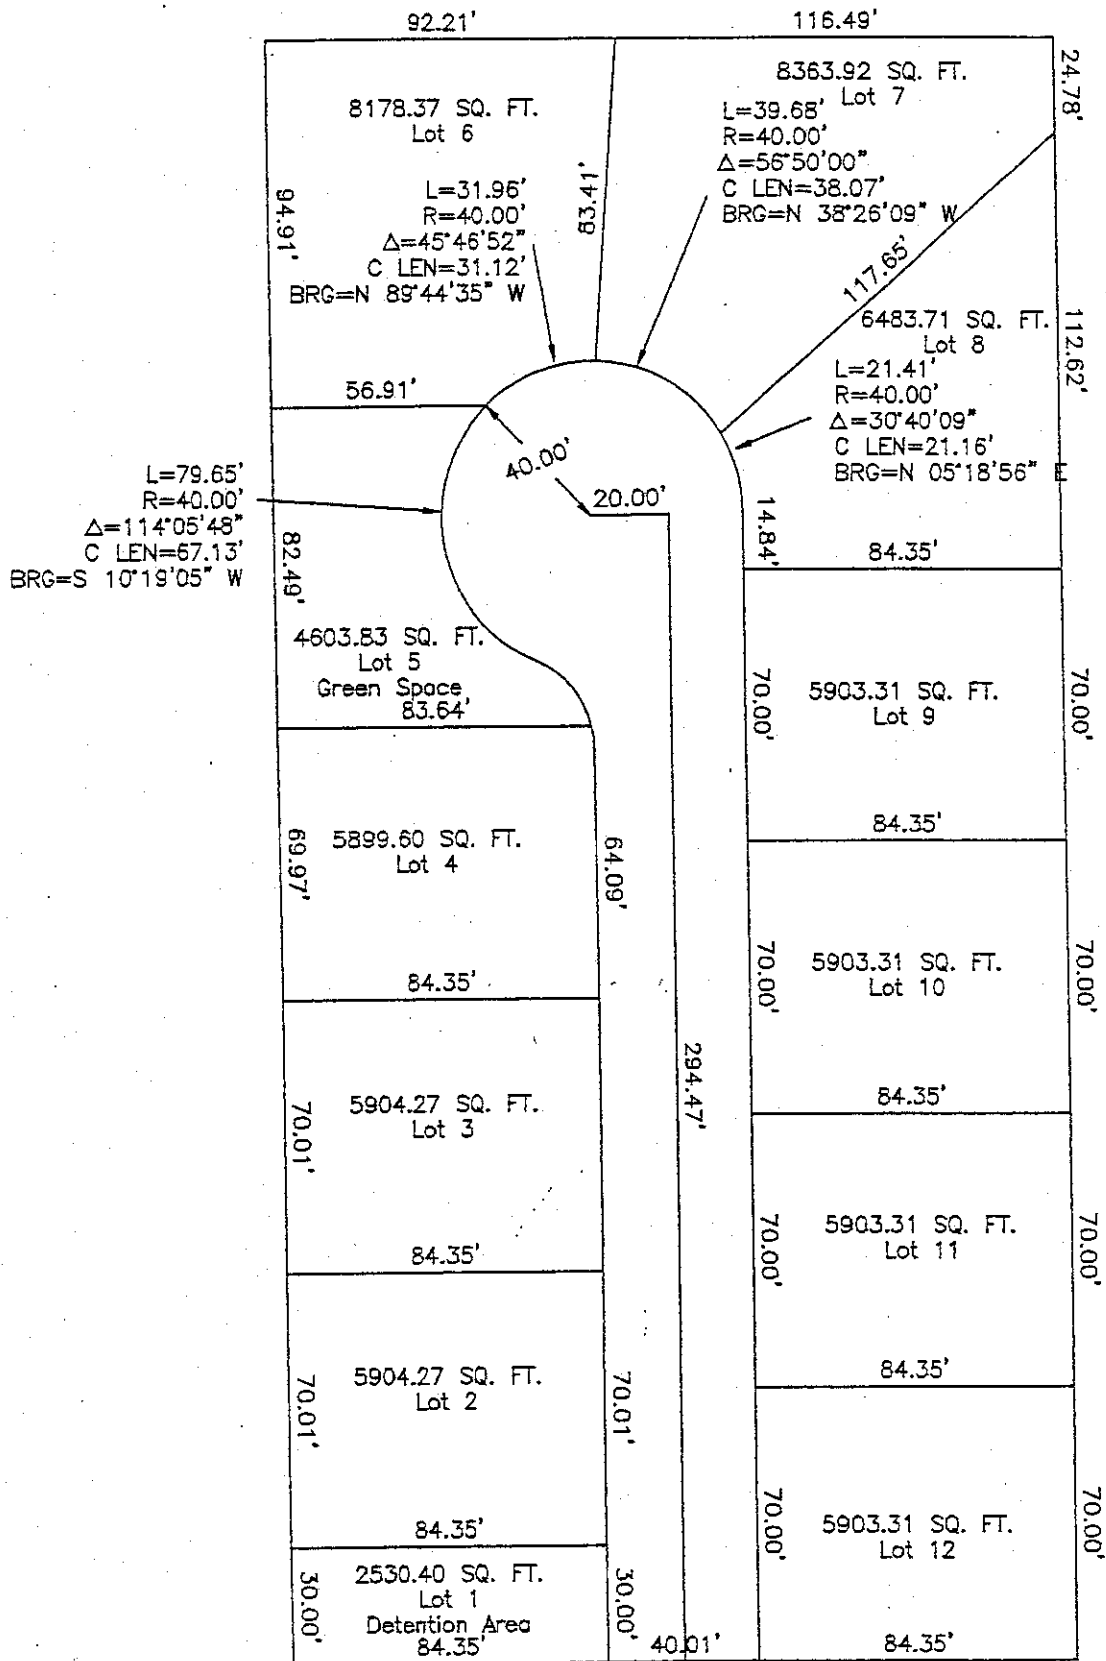 92.21'
116.49'
24.78'
8363.92 SQ. FT.
Lot 7
8178.37 SQ. FT.
Lot 6
L=39.68'
R=40.00'
Δ=56°50'00"
C LEN=38.07'
BRG=N 38°26'09" W
94.91'
L=31.96'
R=40.00'
Δ=45°46'52"
C LEN=31.12'
BRG=N 89°44'35" W
83.41'
117.65'
6483.71 SQ. FT.
Lot 8
112.62'
L=21.41'
R=40.00'
Δ=30°40'09"
C LEN=21.16'
BRG=N 05°18'56" E
56.91'
40.00'
20.00'
L=79.65'
R=40.00'
Δ=114°05'48"
C LEN=67.13'
BRG=S 10°19'05" W
82.49'
14.84'
84.35'
4603.83 SQ. FT.
Lot 5
Green Space
83.64'
70.00'
5903.31 SQ. FT.
Lot 9
70.00'
84.35'
69.97'
5899.60 SQ. FT.
Lot 4
64.09'
84.35'
70.00'
5903.31 SQ. FT.
Lot 10
70.00'
84.35'
294.47'
70.01'
5904.27 SQ. FT.
Lot 3
84.35'
70.00'
5903.31 SQ. FT.
Lot 11
70.00'
84.35'
70.01'
5904.27 SQ. FT.
Lot 2
70.01'
84.35'
70.00'
5903.31 SQ. FT.
Lot 12
70.00'
84.35'
30.00'
2530.40 SQ. FT.
Lot 1
Detention Area
84.35'
30.00'
40.01'